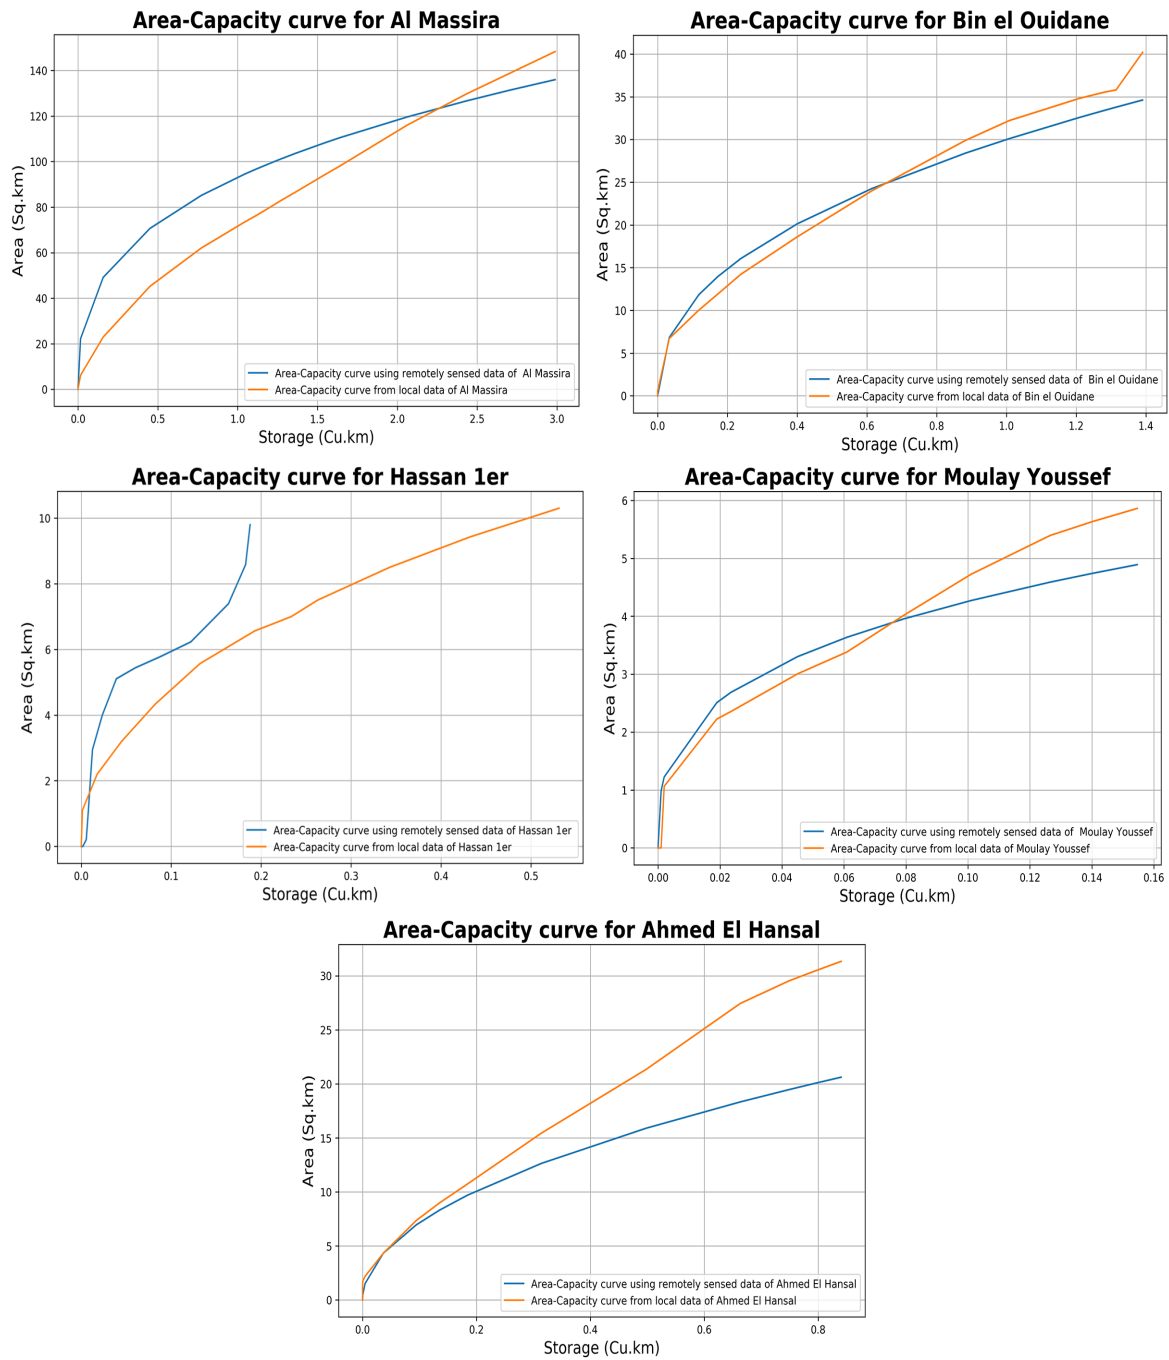 Area-Capacity curve for Al Massira
Area (Sq.km)
140
120
100
80
60
40
20
0
Area-Capacity curve using remotely sensed data of  Al Massira
Area-Capacity curve from local data of Al Massira
0.0 0.5 1.0 1.5 2.0 2.5 3.0
Storage (Cu.km)
Area-Capacity curve for Bin el Ouidane
Area (Sq.km)
40
35
30
25
20
15
10
5
0
Area-Capacity curve using remotely sensed data of  Bin el Ouidane
Area-Capacity curve from local data of Bin el Ouidane
0.0 0.2 0.4 0.6 0.8 1.0 1.2 1.4
Storage (Cu.km)
Area-Capacity curve for Hassan 1er
Area (Sq.km)
10
8
6
4
2
0
Area-Capacity curve using remotely sensed data of Hassan 1er
Area-Capacity curve from local data of Hassan 1er
0.0 0.1 0.2 0.3 0.4 0.5
Storage (Cu.km)
Area-Capacity curve for Moulay Youssef
Area (Sq.km)
6
5
4
3
2
1
0
Area-Capacity curve using remotely sensed data of  Moulay Youssef
Area-Capacity curve from local data of Moulay Youssef
0.00 0.02 0.04 0.06 0.08 0.10 0.12 0.14 0.16
Storage (Cu.km)
Area-Capacity curve for Ahmed El Hansal
Area (Sq.km)
30
25
20
15
10
5
0
Area-Capacity curve using remotely sensed data of Ahmed El Hansal
Area-Capacity curve from local data of Ahmed El Hansal
0.0 0.2 0.4 0.6 0.8
Storage (Cu.km)